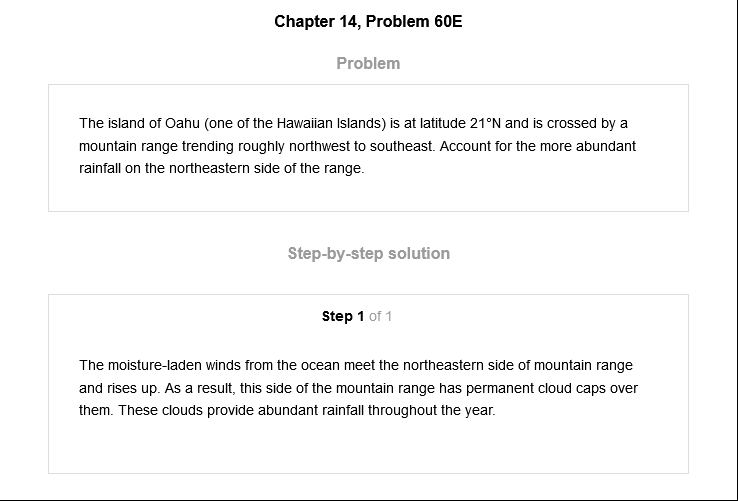 Chapter 14, Problem 60E
Problem
The island of Oahu (one of the Hawaiian Islands) is at latitude 21°N and is crossed by a
mountain range trending roughly northwest to southeast. Account for the more abundant
rainfall on the northeastern side of the range.
Step-by-step solution
Step 1 of 1
The moisture-laden winds from the ocean meet the northeastern side of mountain range
and rises up. As a result, this side of the mountain range has permanent cloud caps over
them. These clouds provide abundant rainfall throughout the year.